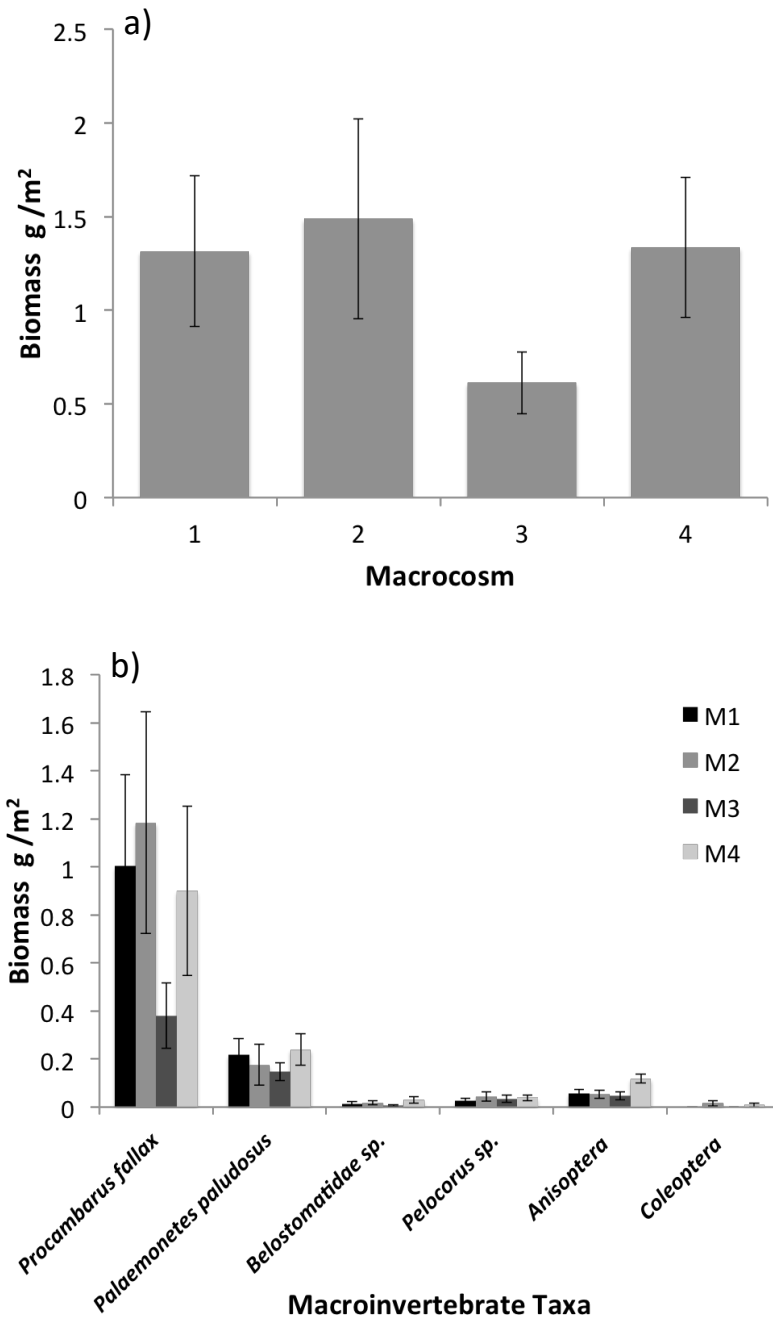 a)
2.5
2
1.5
1
0.5
0
Biomass g /m²
1
2
3
4
Macrocosm
b)
1.8
1.6
1.4
1.2
1
0.8
0.6
0.4
0.2
0
Biomass g /m²
M1
M2
M3
M4
Procambarus fallax
Palaemonetes paludosus
Belostomatidae sp.
Pelocorus sp.
Anisoptera
Coleoptera
Macroinvertebrate Taxa